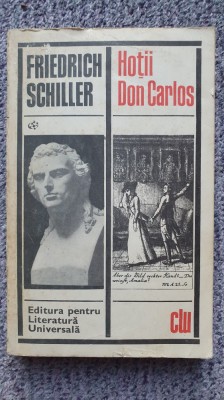 FRIEDRICH
SCHILLER
Hoții
Don Carlos
Editura pentru
Literatură
Universală
clu